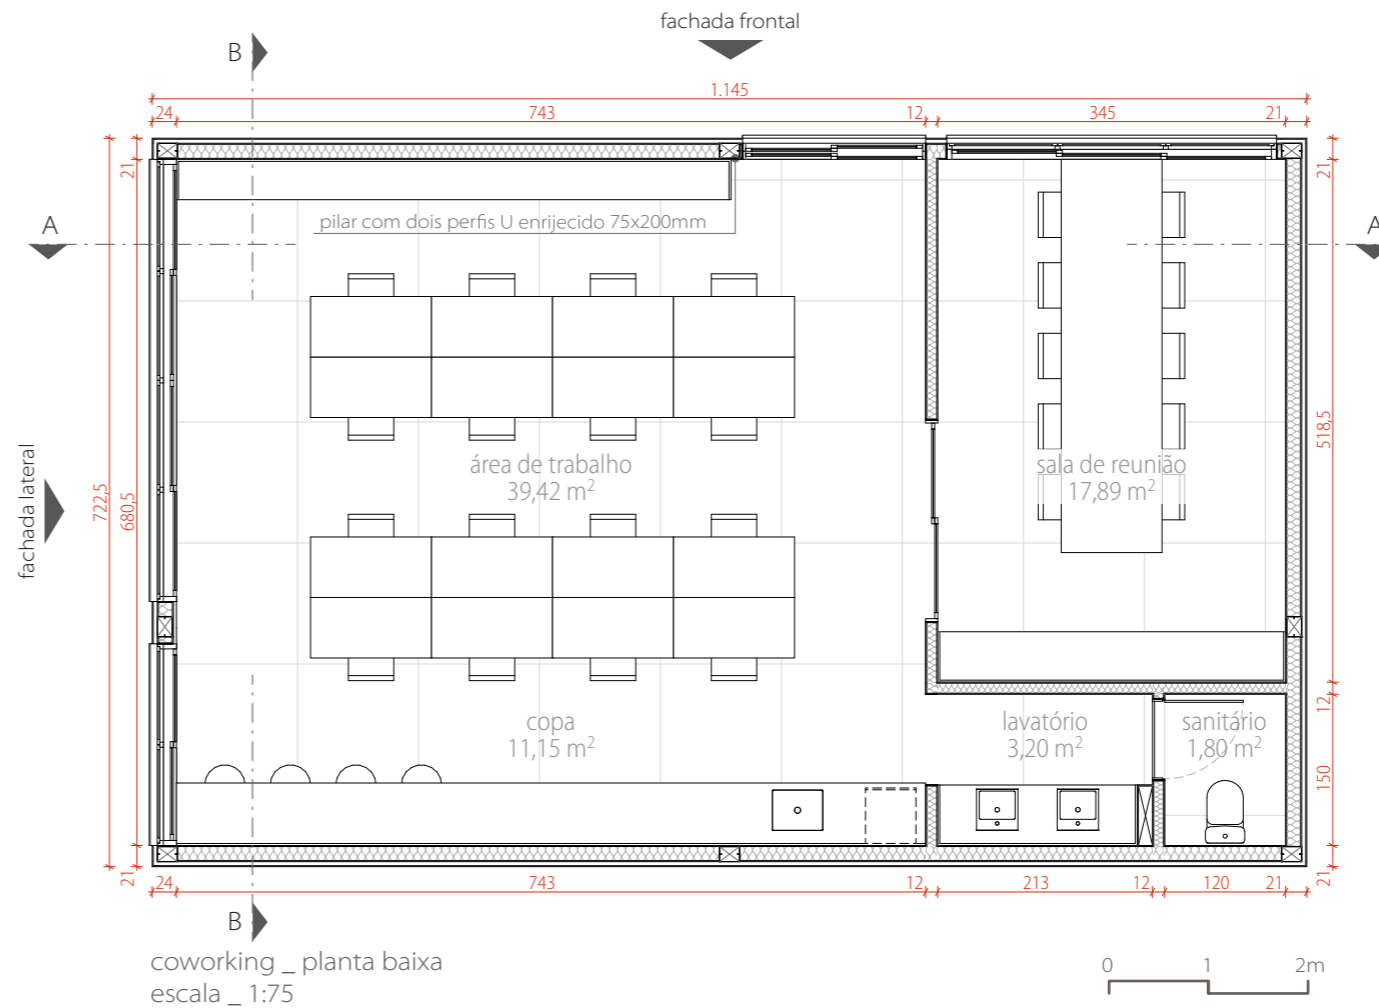 fachada frontal
B
1.145
24
743
12
345
21
21
21
A
pilar com dois perfis U enrijecido 75x200mm
A
722,5
680,5
518,5
fachada lateral
área de trabalho
39,42 m²
sala de reunião
17,89 m²
copa
11,15 m²
lavatório
3,20 m²
sanitário
1,80 m²
12
150
21
21
24
743
12
213
12
120
21
B
coworking _ planta baixa
escala _ 1:75
0 1 2m